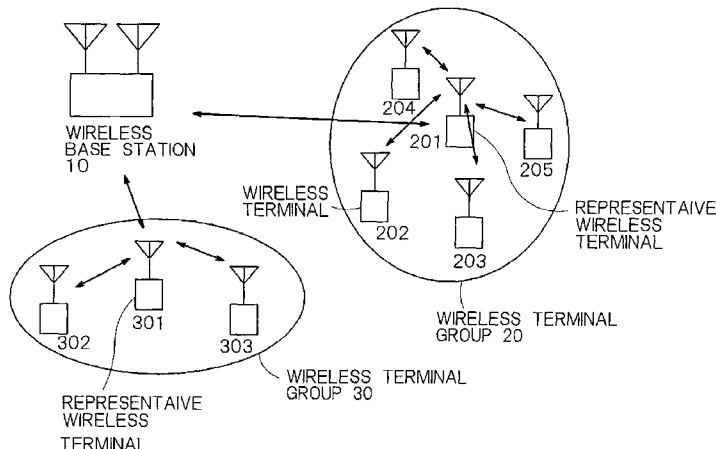 WIRELESS
BASE STATION
10
204
201
205
WIRELESS
TERMINAL
202
203
REPRESENTAIVE
WIRELESS
TERMINAL
WIRELESS TERMINAL
GROUP 20
302
301
303
WIRELESS TERMINAL
GROUP 30
REPRESENTAIVE
WIRELESS
TERMINAL